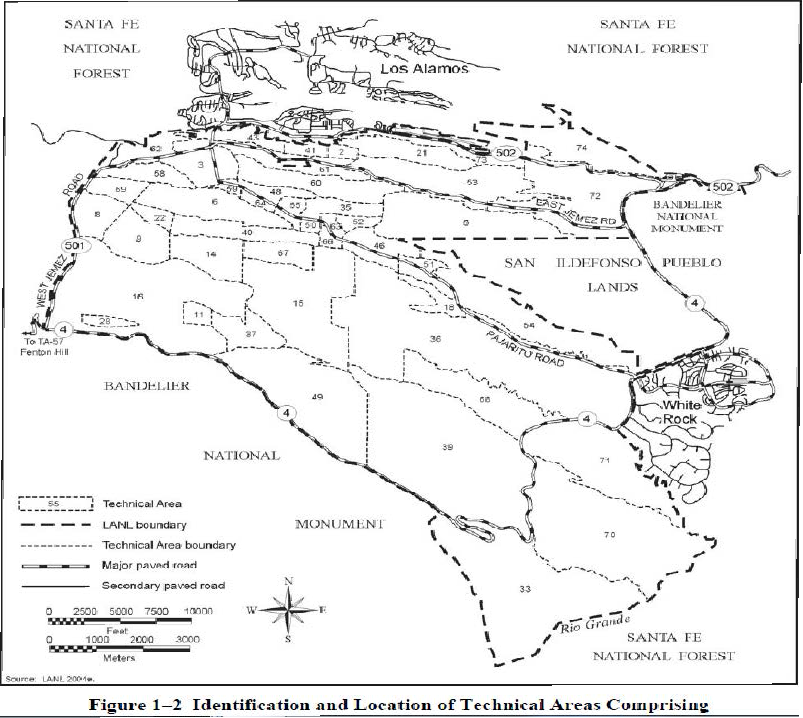 SANTA FE
NATIONAL
FOREST
SANTA FE
NATIONAL FOREST
Los Alamos
502
74
502
62
41
2
21
73
3
58
61
60
53
72
69
59
48
6
64
55
35
EAST JEMEZ RD
BANDELIER
NATIONAL
MONUMENT
8
22
9
40
50
63
52
66
46
5
ROAD
501
WEST JEMEZ
14
67
51
SAN ILDEFONSO PUEBLO
LANDS
16
15
18
54
4
28
11
37
36
PAJARITO ROAD
4
To TA-57
Fenton Hill
BANDELIER
49
68
White
Rock
4
4
NATIONAL
39
71
MONUMENT
70
33
55 Technical Area
LANL boundary
Technical Area boundary
Major paved road
Secondary paved road
N
W E
S
0 2500 5000 7500 10000
Feet
0 1000 2000 3000
Meters
Rio Grande
SANTA FE
NATIONAL FOREST
Source: LANL 2004e.
Figure 1–2 Identification and Location of Technical Areas Comprising